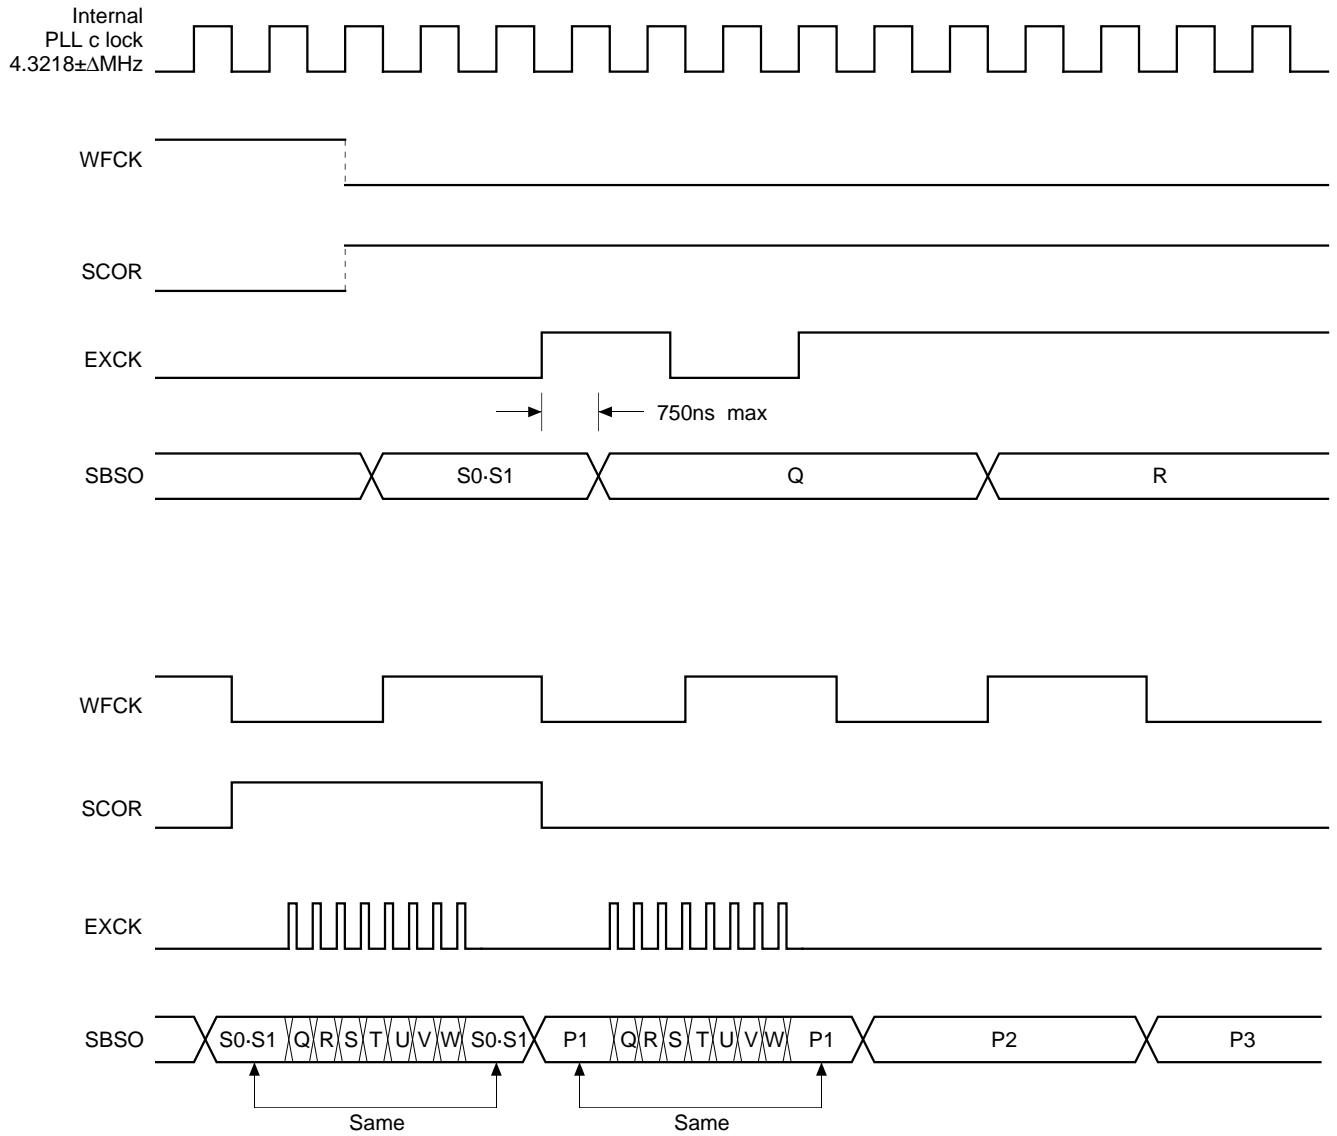 Internal
PLL c lock
4.3218±∆MHz
WFCK
SCOR
EXCK
750ns max
SBSO S0·S1 Q R
WFCK
SCOR
EXCK
SBSO S0·S1 Q R S T U V W S0·S1 P1 Q R S T U V W P1 P2 P3
Same Same